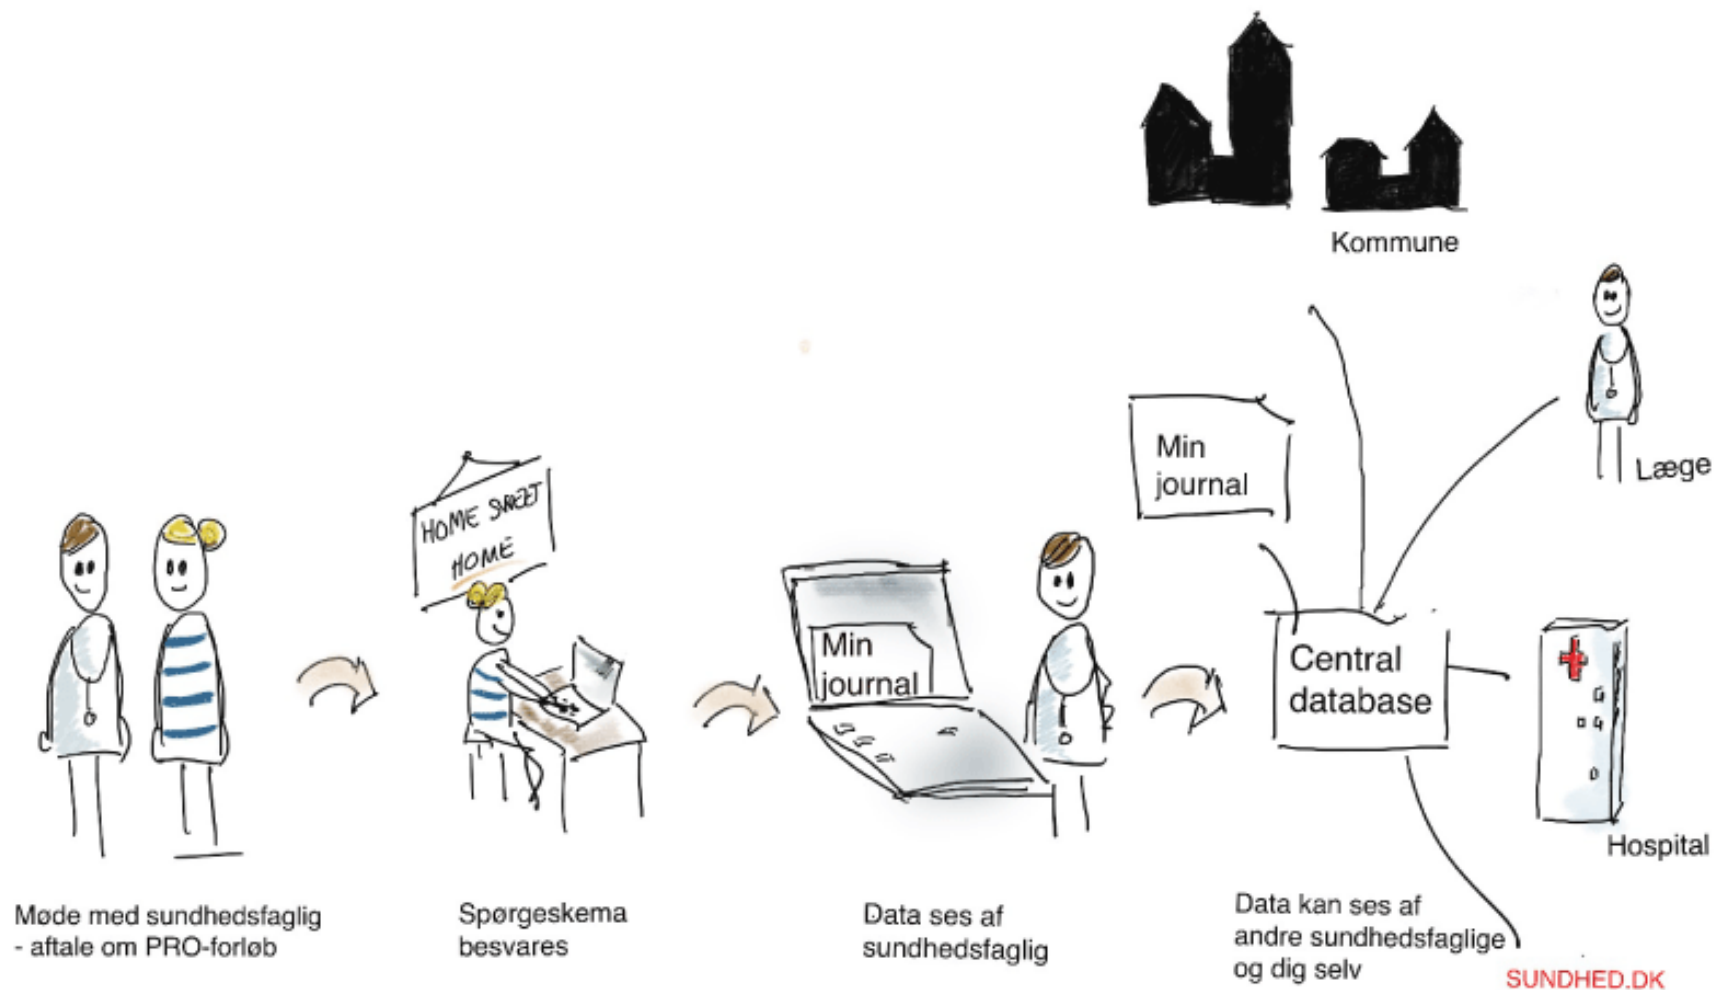 Kommune
Læge
Min
journal
HOME SWEET
HOME
Min
journal
Central
database
Hospital
Møde med sundhedsfaglig
- aftale om PRO-forløb
Spørgeskema
besvares
Data ses af
sundhedsfaglig
Data kan ses af
andre sundhedsfaglige
og dig selv
SUNDHED.DK